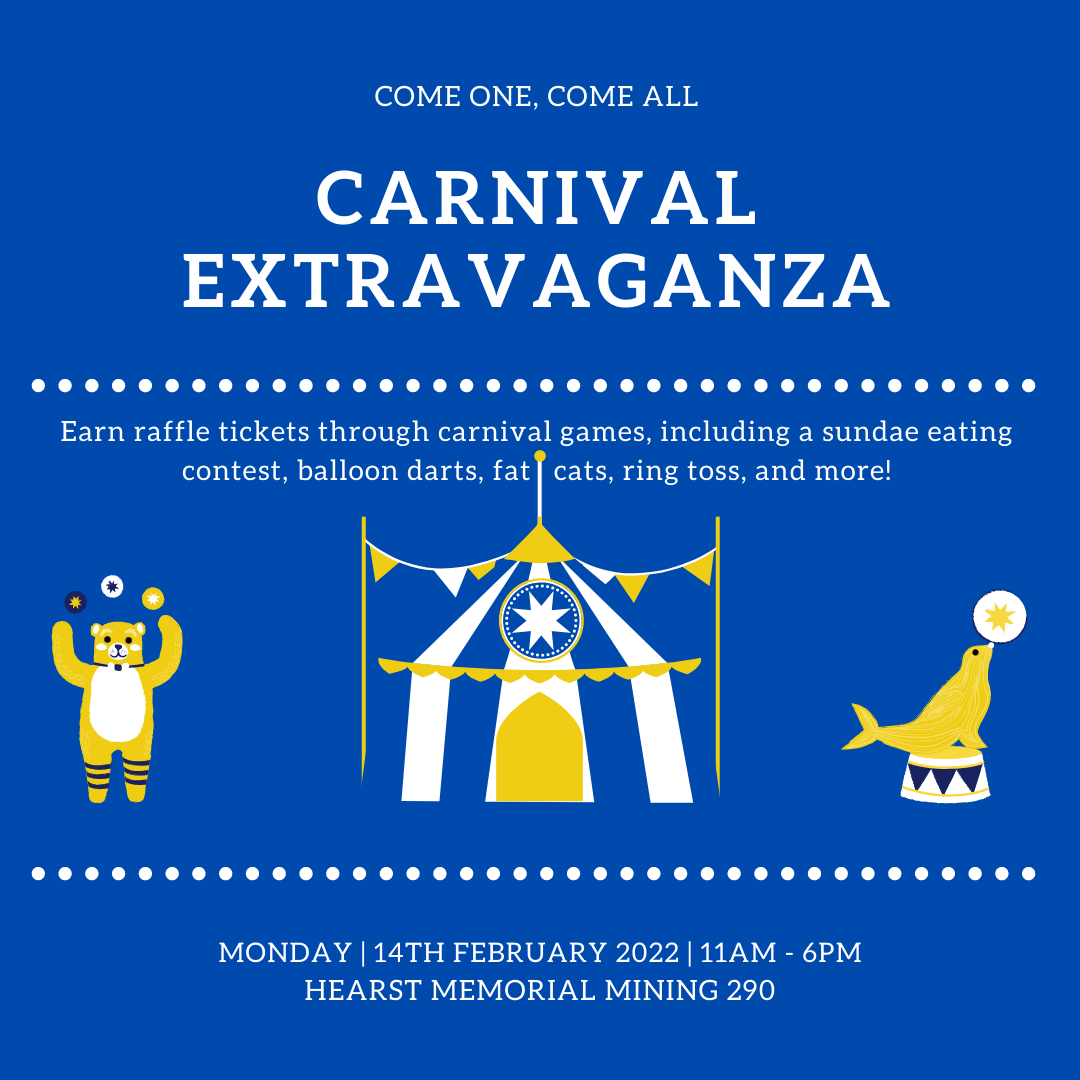 COME ONE, COME ALL
CARNIVAL
EXTRAVAGANZA
Earn raffle tickets through carnival games, including a sundae eating
contest, balloon darts, fat cats, ring toss, and more!
MONDAY | 14TH FEBRUARY 2022 | 11AM - 6PM
HEARST MEMORIAL MINING 290